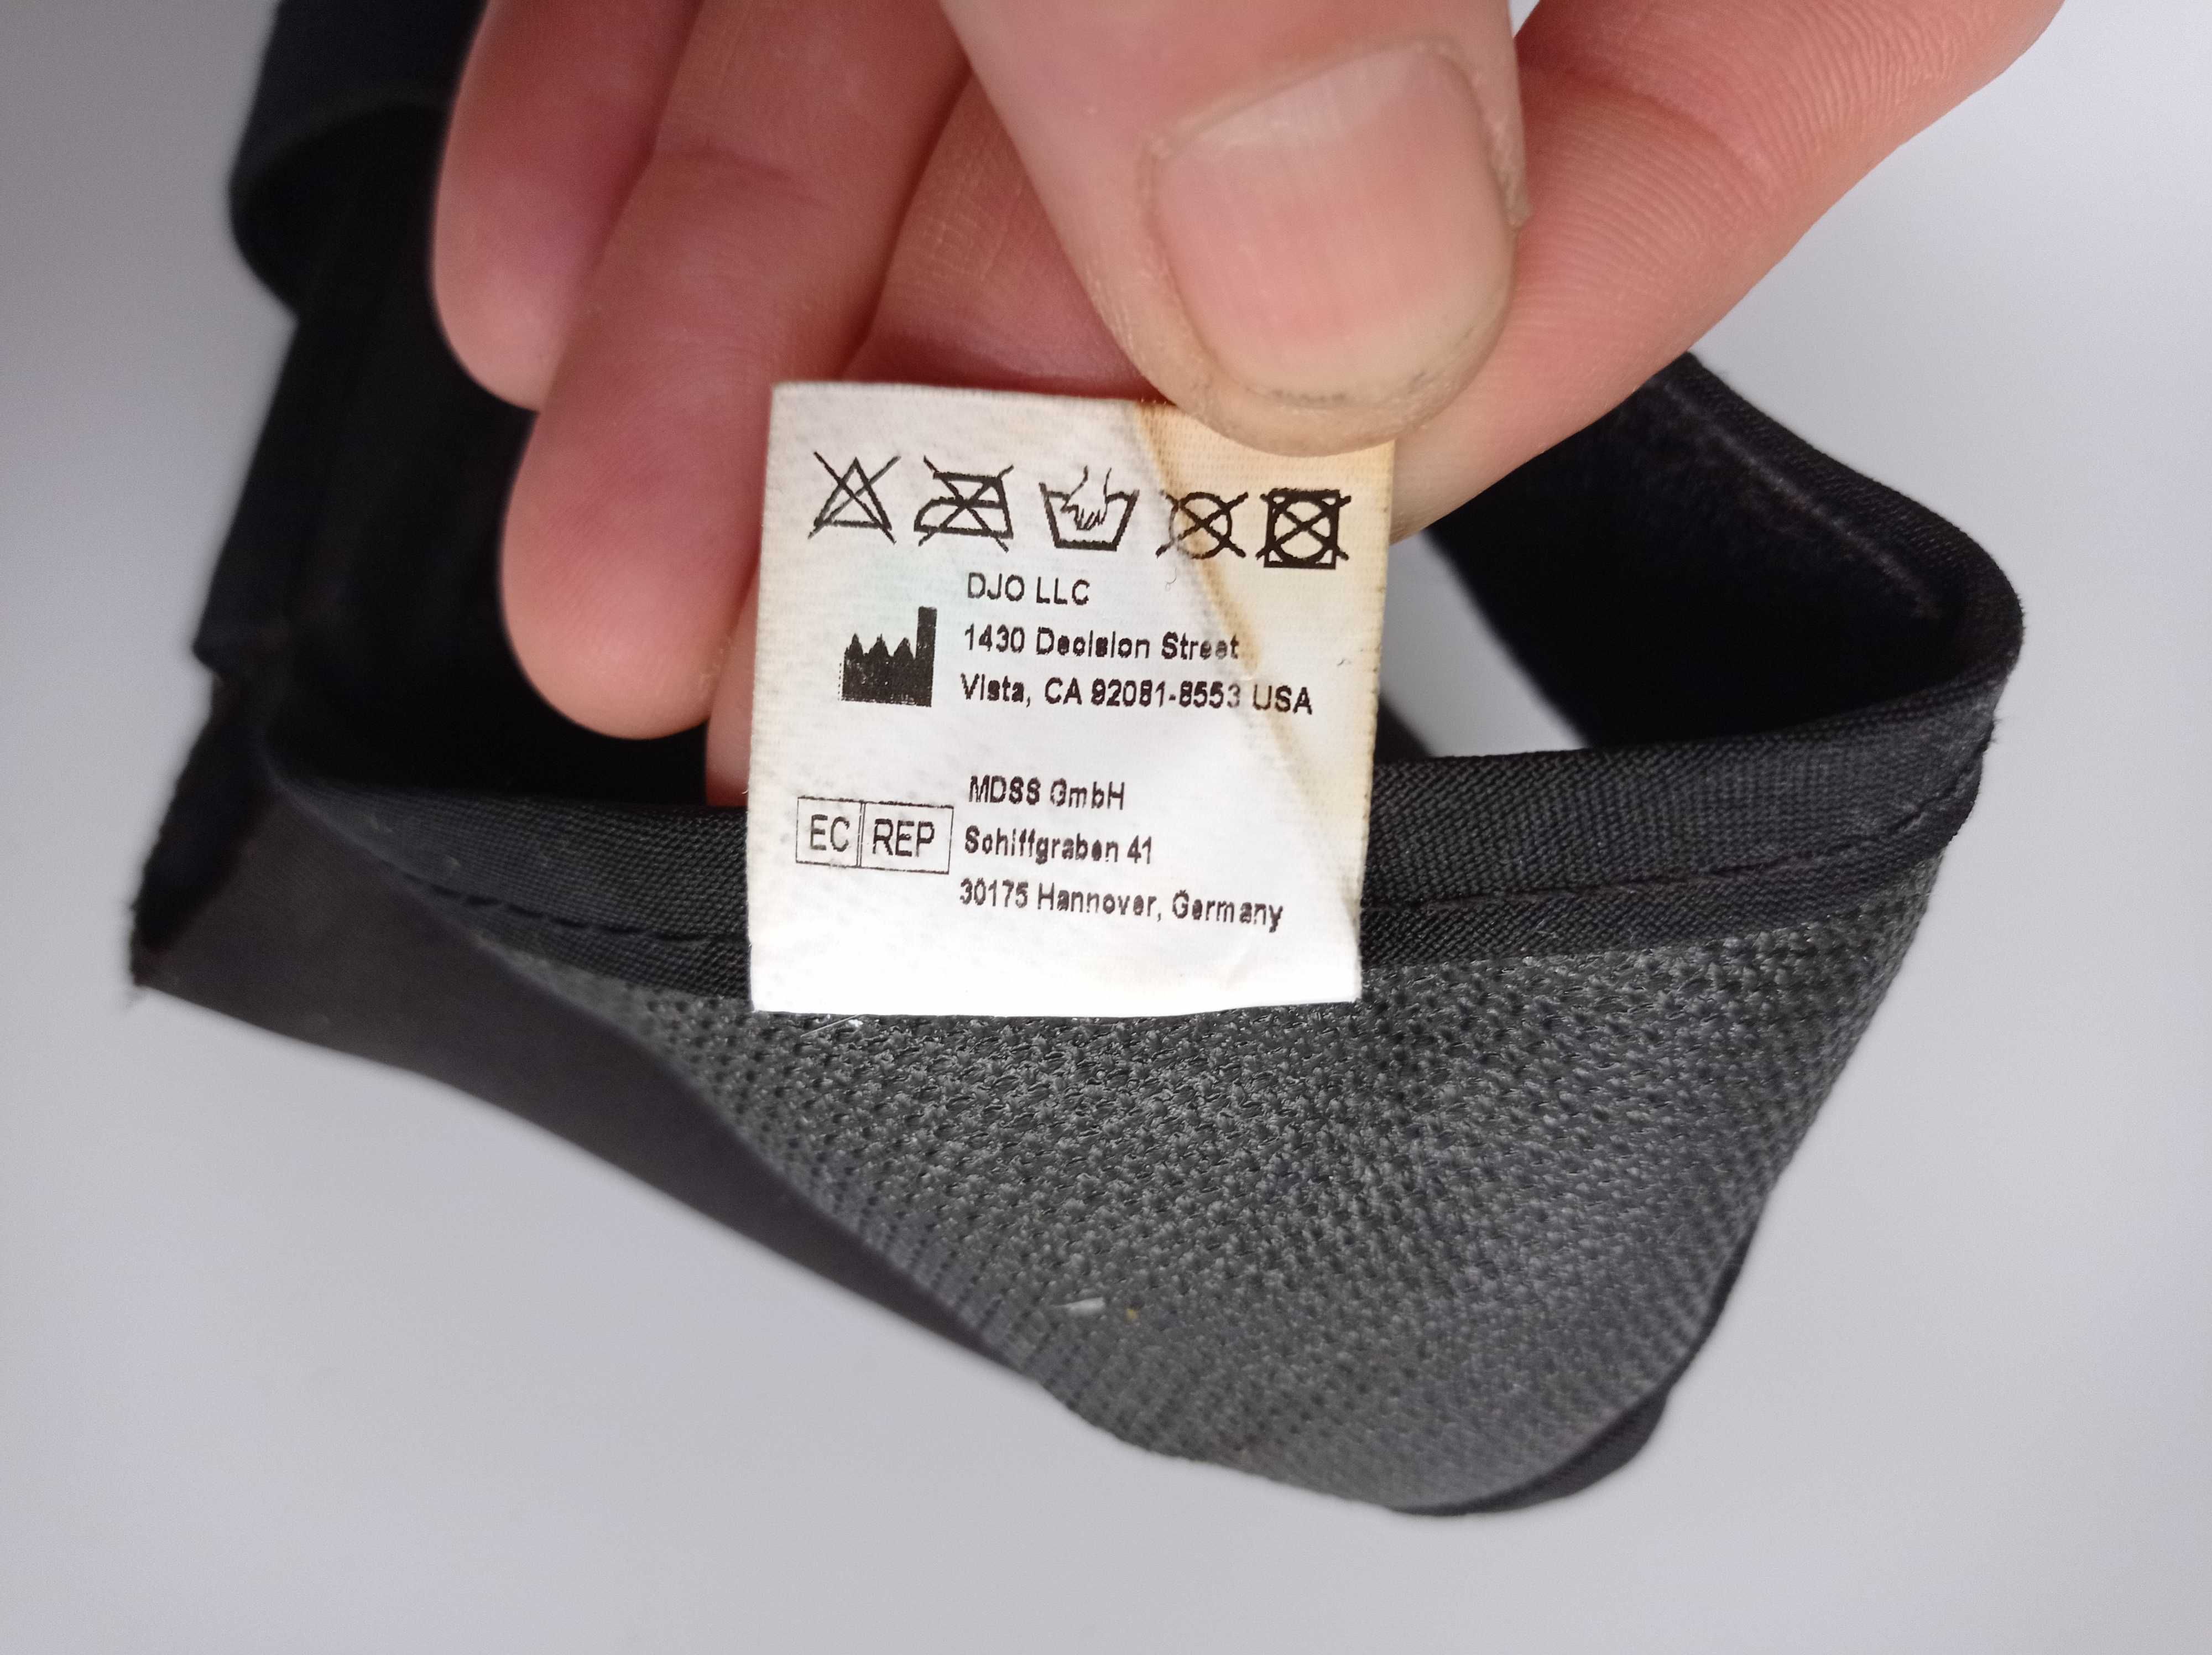 DJO LLC
1430 Decision Street
Vista, CA 92081-8553 USA
EC REP
MDSS GmbH
Schiffgraben 41
30175 Hannover, Germany